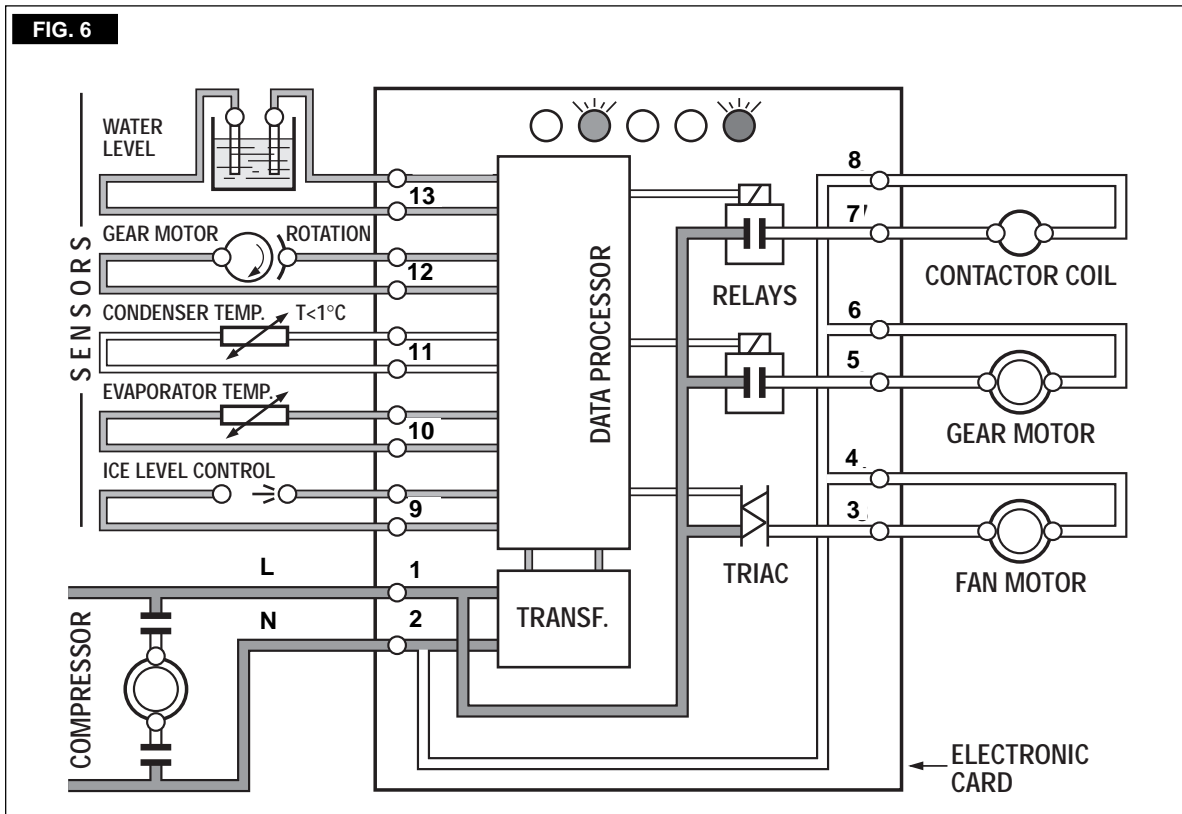 FIG. 6
SENSORS
WATER
LEVEL
13
GEAR MOTOR ROTATION
12
CONDENSER TEMP. T<1°C
11
EVAPORATOR TEMP.
10
ICE LEVEL CONTROL
9
L
1
N
2
COMPRESSOR
DATA PROCESSOR
TRANSF.
RELAYS
TRIAC
8
7
CONTACTOR COIL
6
5
GEAR MOTOR
4
3
FAN MOTOR
ELECTRONIC
CARD